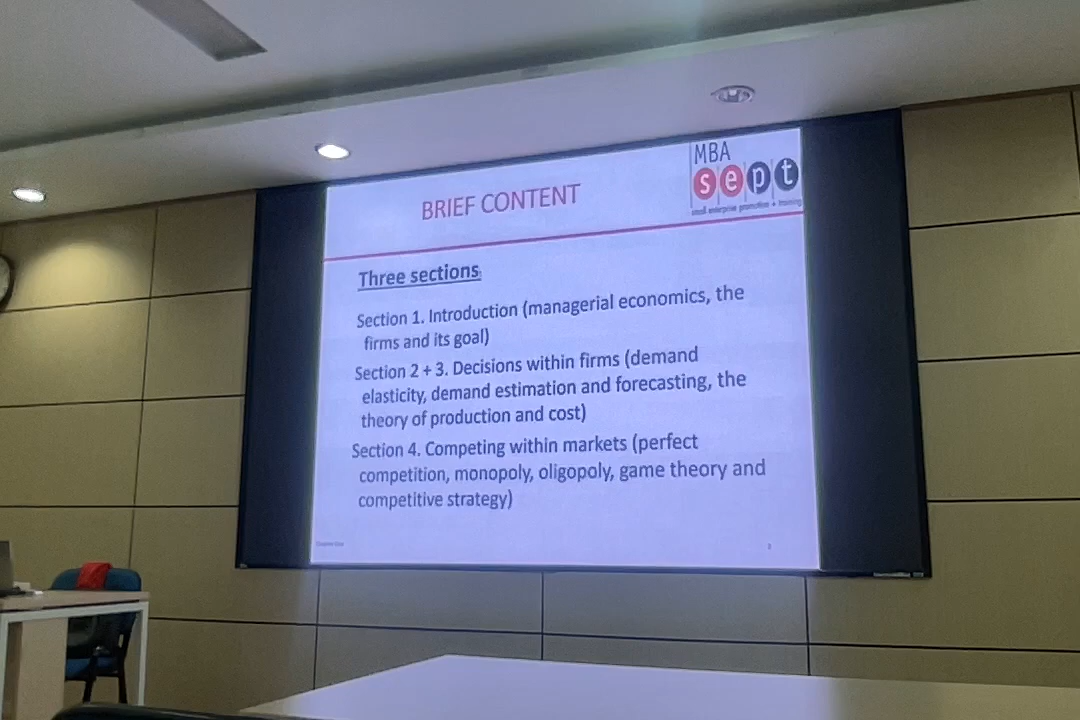 MBA
sept
small enterprise promotion + training
BRIEF CONTENT
Three sections
Section 1. Introduction (managerial economics, the
firms and its goal)
Section 2 + 3. Decisions within firms (demand
elasticity, demand estimation and forecasting, the
theory of production and cost)
Section 4. Competing within markets (perfect
competition, monopoly, oligopoly, game theory and
competitive strategy)